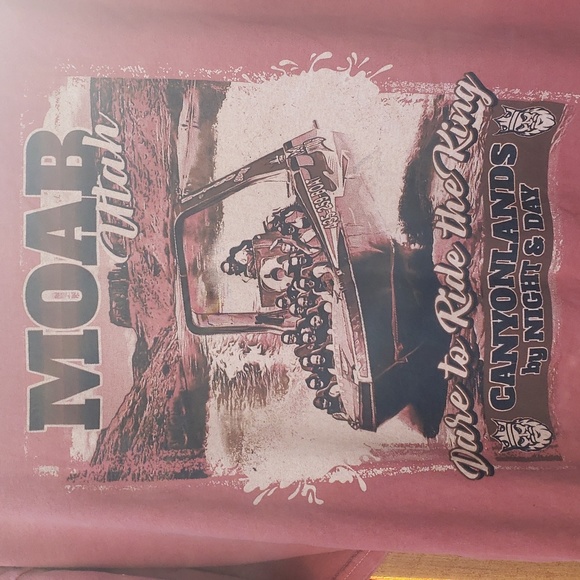 MOAB
Utah
Dare to Ride the King
CANYONLANDS
by NIGHT & DAY